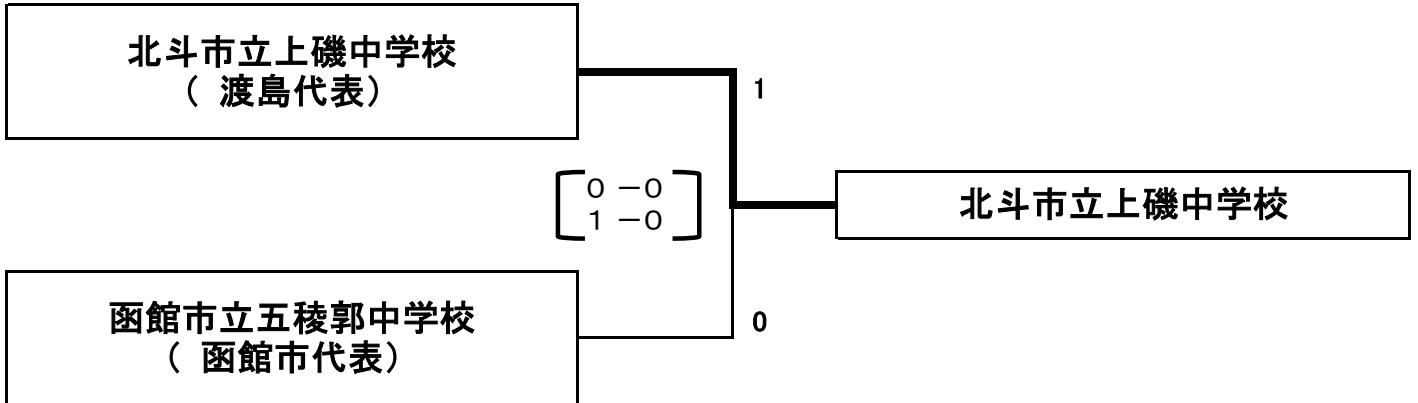 北斗市立上磯中学校
（ 渡島代表）
1
0 －0
1 －0
北斗市立上磯中学校
函館市立五稜郭中学校
（ 函館市代表）
0